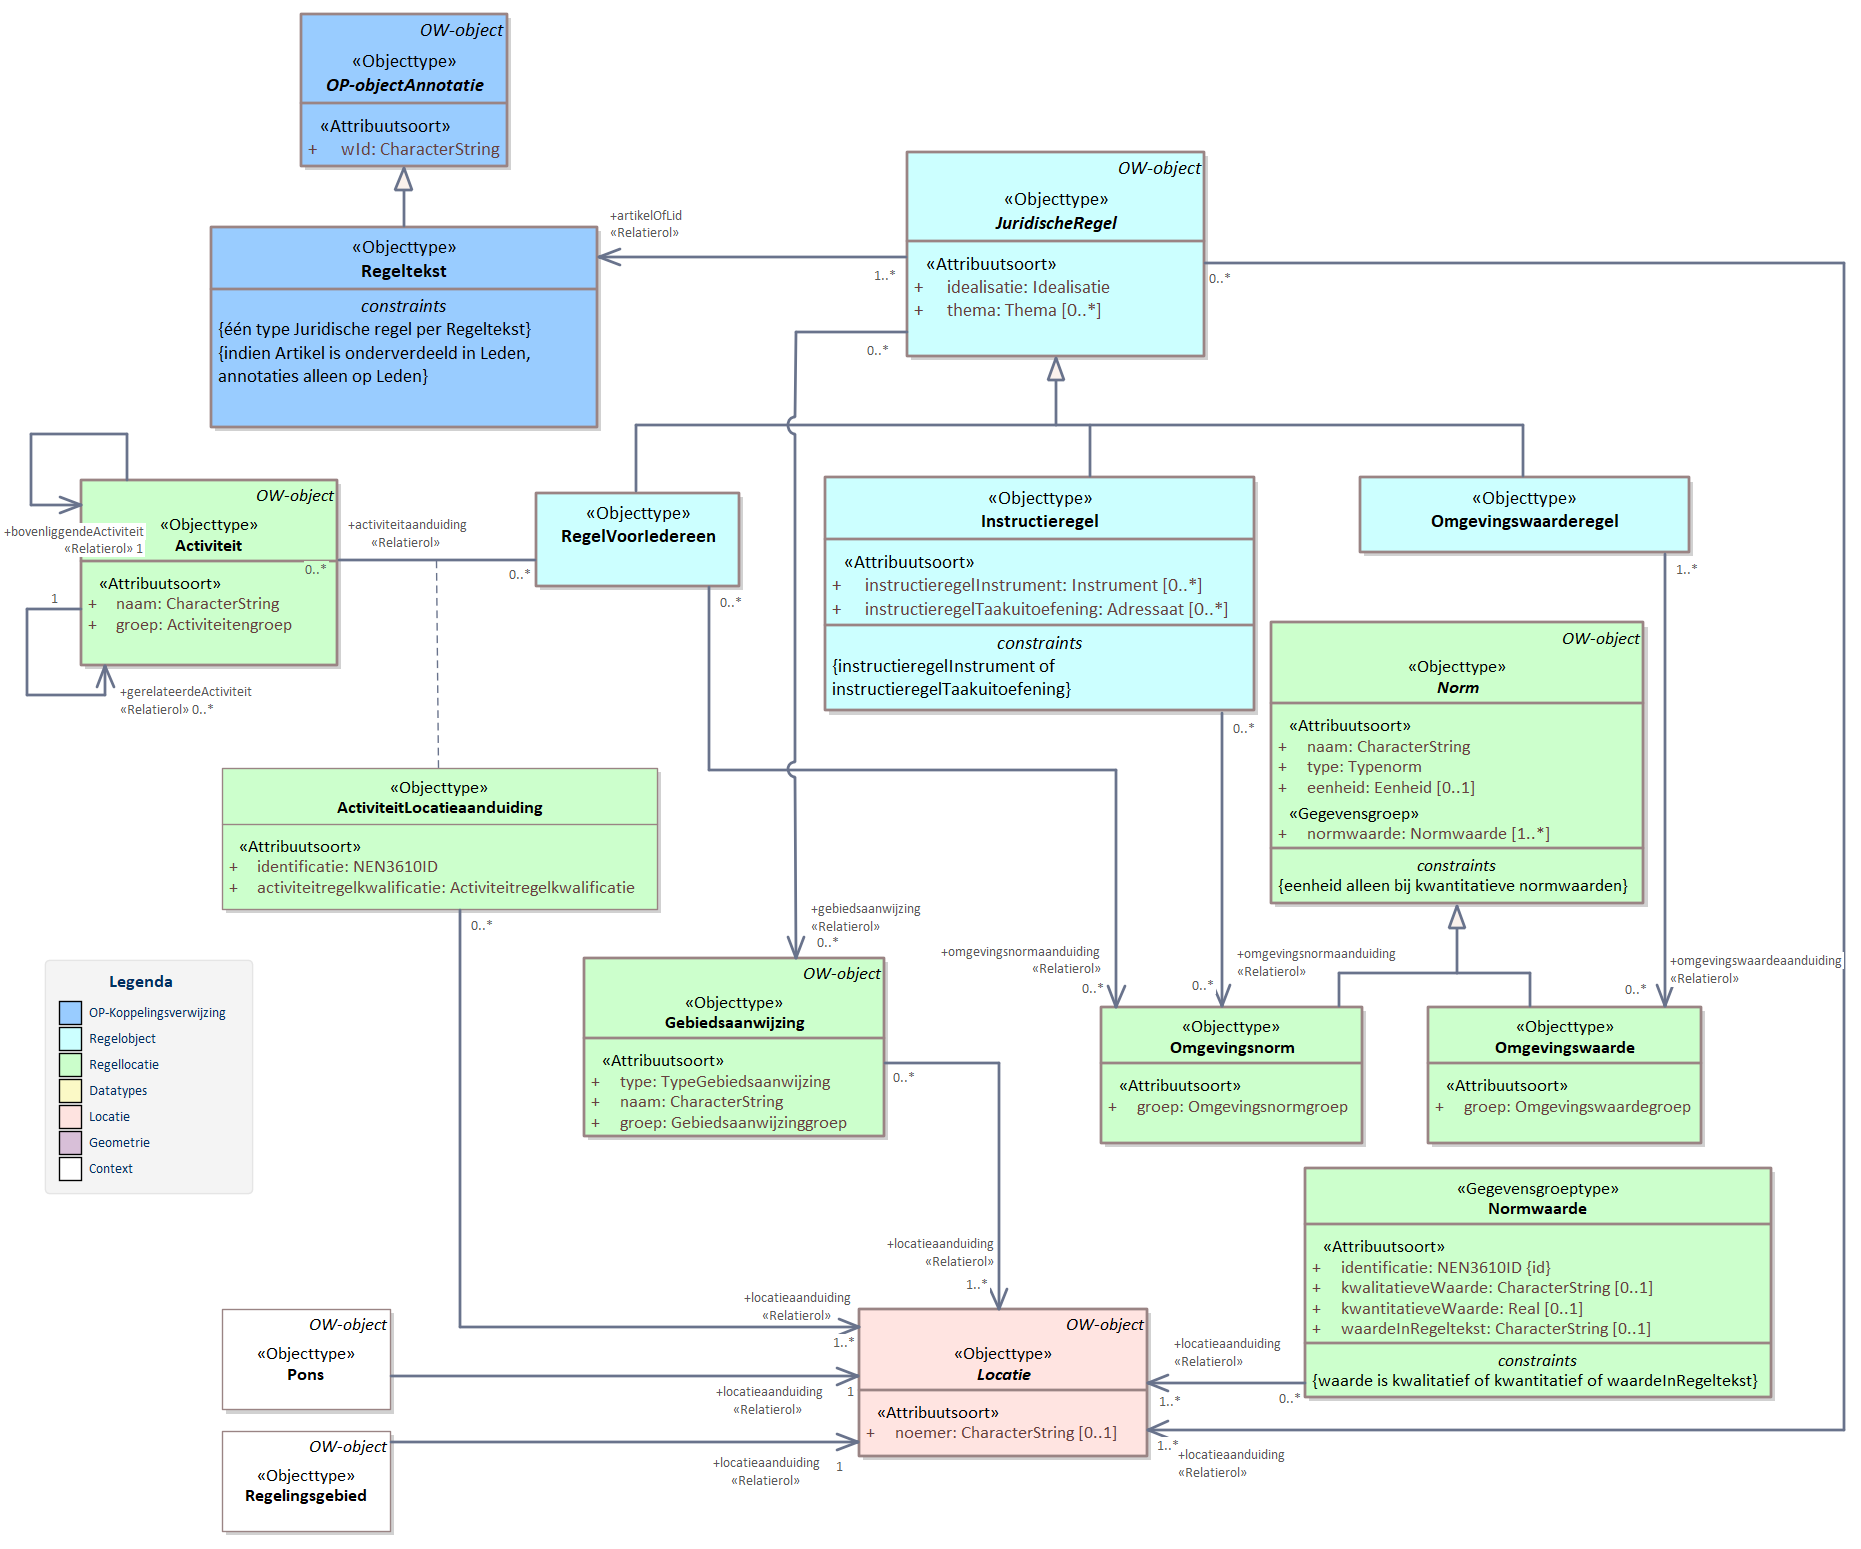 OW-object
«Objecttype»
OP-objectAnnotatie
«Attribuutsoort»
+ wId: CharacterString
OW-object
«Objecttype»
JuridischeRegel
«Attribuutsoort»
+ idealisatie: Idealisatie
+ thema: Thema [0..*]
+artikelOfLid
«Relatierol»
1..*
0..*
0..*
«Objecttype»
Regeltekst
constraints
{één type Juridische regel per Regeltekst}
{indien Artikel is onderverdeeld in Leden,
annotaties alleen op Leden}
OW-object
«Objecttype»
Activiteit
«Attribuutsoort»
+ naam: CharacterString
+ groep: Activiteitengroep
+bovenliggendeActiviteit
«Relatierol» 1
1
+gerelateerdeActiviteit
«Relatierol» 0..*
+activiteitaanduiding
«Relatierol»
0..*
0..*
«Objecttype»
RegelVoorIedereen
0..*
«Objecttype»
Instructieregel
«Attribuutsoort»
+ instructieregelInstrument: Instrument [0..*]
+ instructieregelTaakuitoefening: Adressaat [0..*]
constraints
{instructieregelInstrument of
instructieregelTaakuitoefening}
0..*
«Objecttype»
Omgevingswaarderegel
1..*
OW-object
«Objecttype»
Norm
«Attribuutsoort»
+ naam: CharacterString
+ type: Typenorm
+ eenheid: Eenheid [0..1]
«Gegevensgroep»
+ normwaarde: Normwaarde [1..*]
constraints
{eenheid alleen bij kwantitatieve normwaarden}
«Objecttype»
ActiviteitLocatieaanduiding
«Attribuutsoort»
+ identificatie: NEN3610ID
+ activiteitregelkwalificatie: Activiteitregelkwalificatie
0..*
+gebiedsaanwijzing
«Relatierol»
0..*
+omgevingsnormaanduiding
«Relatierol»
0..*
+omgevingsnormaanduiding
«Relatierol»
0..*
+omgevingswaardeaanduiding
«Relatierol»
0..*
Legenda
OP-Koppelingsverwijzing
Regelobject
Regellocatie
Datatypes
Locatie
Geometrie
Context
OW-object
«Objecttype»
Gebiedsaanwijzing
«Attribuutsoort»
+ type: TypeGebiedsaanwijzing
+ naam: CharacterString
+ groep: Gebiedsaanwijzinggroep
0..*
«Objecttype»
Omgevingsnorm
«Attribuutsoort»
+ groep: Omgevingsnormgroep
«Objecttype»
Omgevingswaarde
«Attribuutsoort»
+ groep: Omgevingswaardegroep
«Gegevensgroeptype»
Normwaarde
«Attribuutsoort»
+ identificatie: NEN3610ID {id}
+ kwalitatieveWaarde: CharacterString [0..1]
+ kwantitatieveWaarde: Real [0..1]
+ waardeInRegeltekst: CharacterString [0..1]
constraints
{waarde is kwalitatief of kwantitatief of waardeInRegeltekst}
+locatieaanduiding
«Relatierol»
1..*
+locatieaanduiding
«Relatierol»
1..*
OW-object
«Objecttype»
Pons
+locatieaanduiding
«Relatierol»
1
OW-object
«Objecttype»
Regelingsgebied
+locatieaanduiding
«Relatierol»
1
OW-object
«Objecttype»
Locatie
«Attribuutsoort»
+ noemer: CharacterString [0..1]
+locatieaanduiding
«Relatierol»
1..*
0..*
1..*
+locatieaanduiding
«Relatierol»